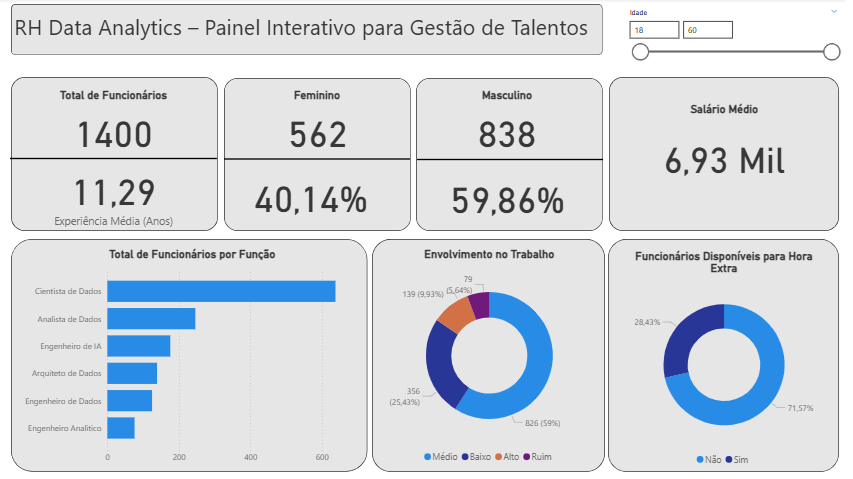 RH Data Analytics – Painel Interativo para Gestão de Talentos
Idade
18
60
Total de Funcionários
1400
11,29
Experiência Média (Anos)
Feminino
562
40,14%
Masculino
838
59,86%
Salário Médio
6,93 Mil
Total de Funcionários por Função
Cientista de Dados
Analista de Dados
Engenheiro de IA
Arquiteto de Dados
Engenheiro de Dados
Engenheiro Analitico
0
200
400
600
Envolvimento no Trabalho
79
(5,64%)
139 (9,93%)
356
(25,43%)
826 (59%)
Médio
Baixo
Alto
Ruim
Funcionários Disponíveis para Hora
Extra
28,43%
71,57%
Não
Sim